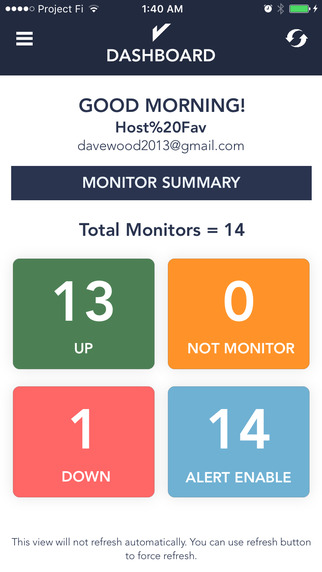 Project Fi 1:40 AM
DASHBOARD
GOOD MORNING!
Host%20Fav
davewood2013@gmail.com
MONITOR SUMMARY
Total Monitors = 14
13 0
UP NOT MONITOR
1 14
DOWN ALERT ENABLE
This view will not refresh automatically. You can use refresh button
to force refresh.